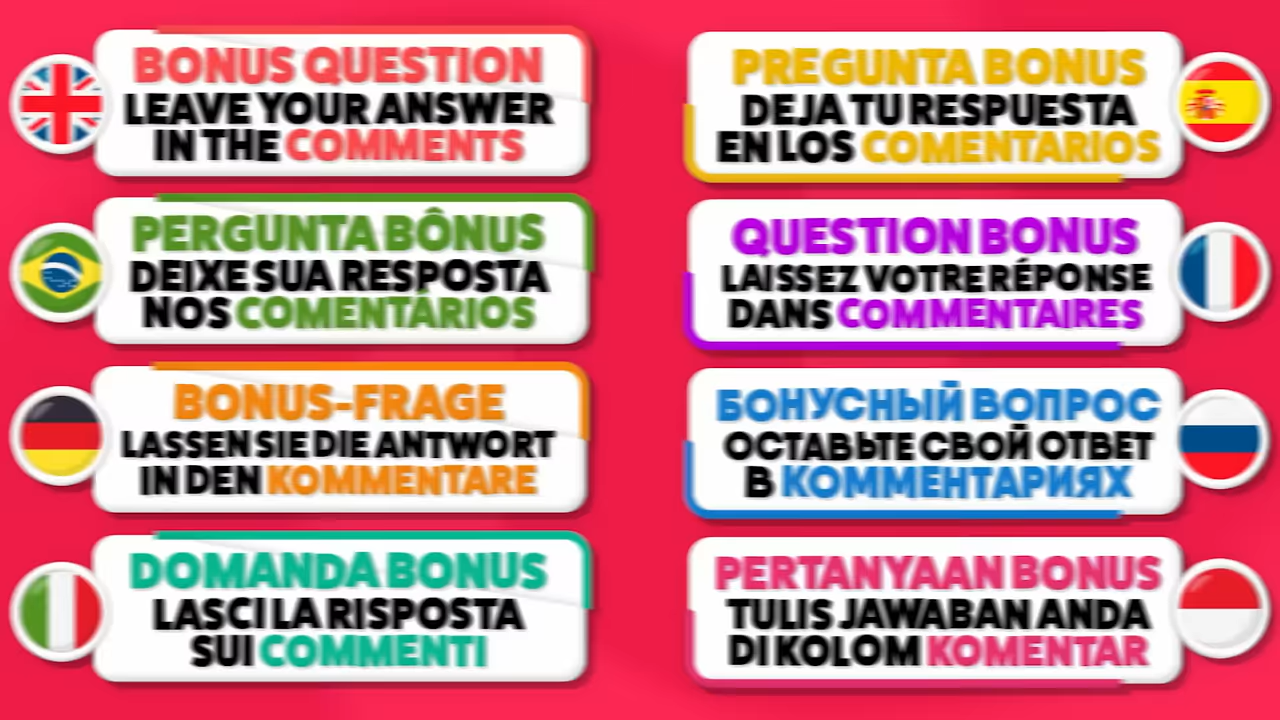 BONUS QUESTION
LEAVE YOUR ANSWER
IN THE COMMENTS
PREGUNTA BONUS
DEJA TU RESPUESTA
EN LOS COMENTARIOS
PERGUNTA BÔNUS
DEIXE SUA RESPOSTA
NOS COMENTÁRIOS
QUESTION BONUS
LAISSEZ VOTRE RÉPONSE
DANS COMMENTAIRES
BONUS-FRAGE
LASSEN SIE DIE ANTWORT
IN DEN KOMMENTARE
БОНУСНЫЙ ВОПРОС
ОСТАВЬТЕ СВОЙ ОТВЕТ
В КОММЕНТАРИЯХ
DOMANDA BONUS
LASCI LA RISPOSTA
SUI COMMENTI
PERTANYAAN BONUS
TULIS JAWABAN ANDA
DI KOLOM KOMENTAR